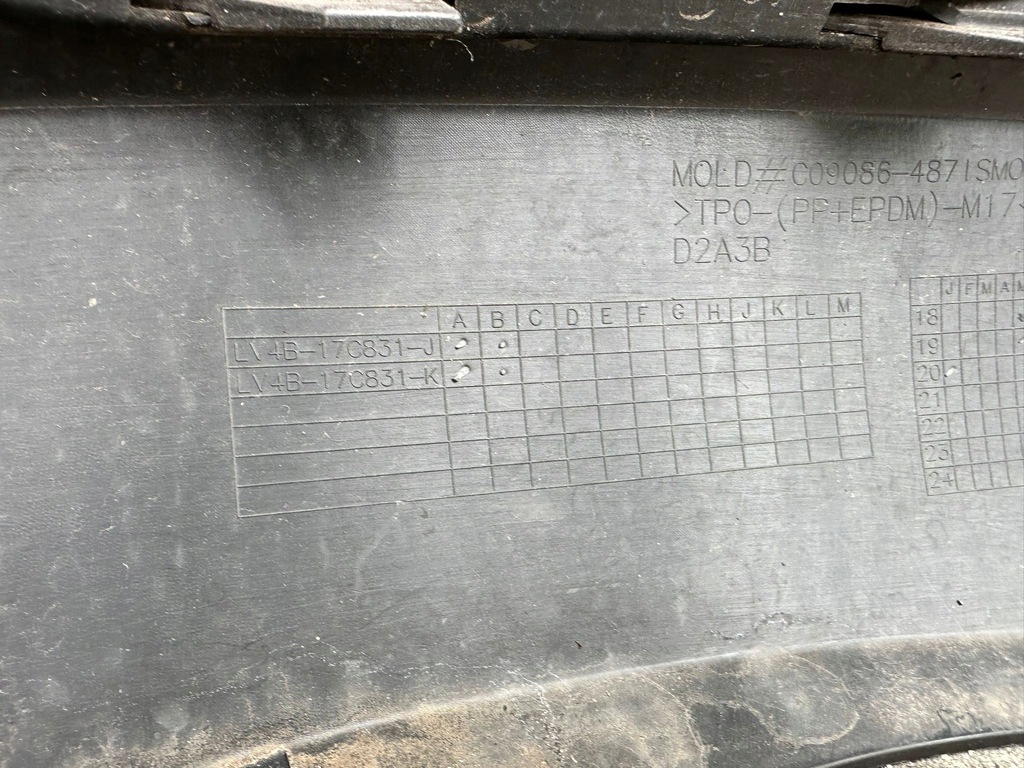 MOLD# C09086-4871SMO
>TPO-(PP+EPDM)-M17<
D2A3B
A B C D E F G H J K L M
LV4B-17C831-J
LV4B-17C831-K
J F M A M
18
19
20
21
22
23
24